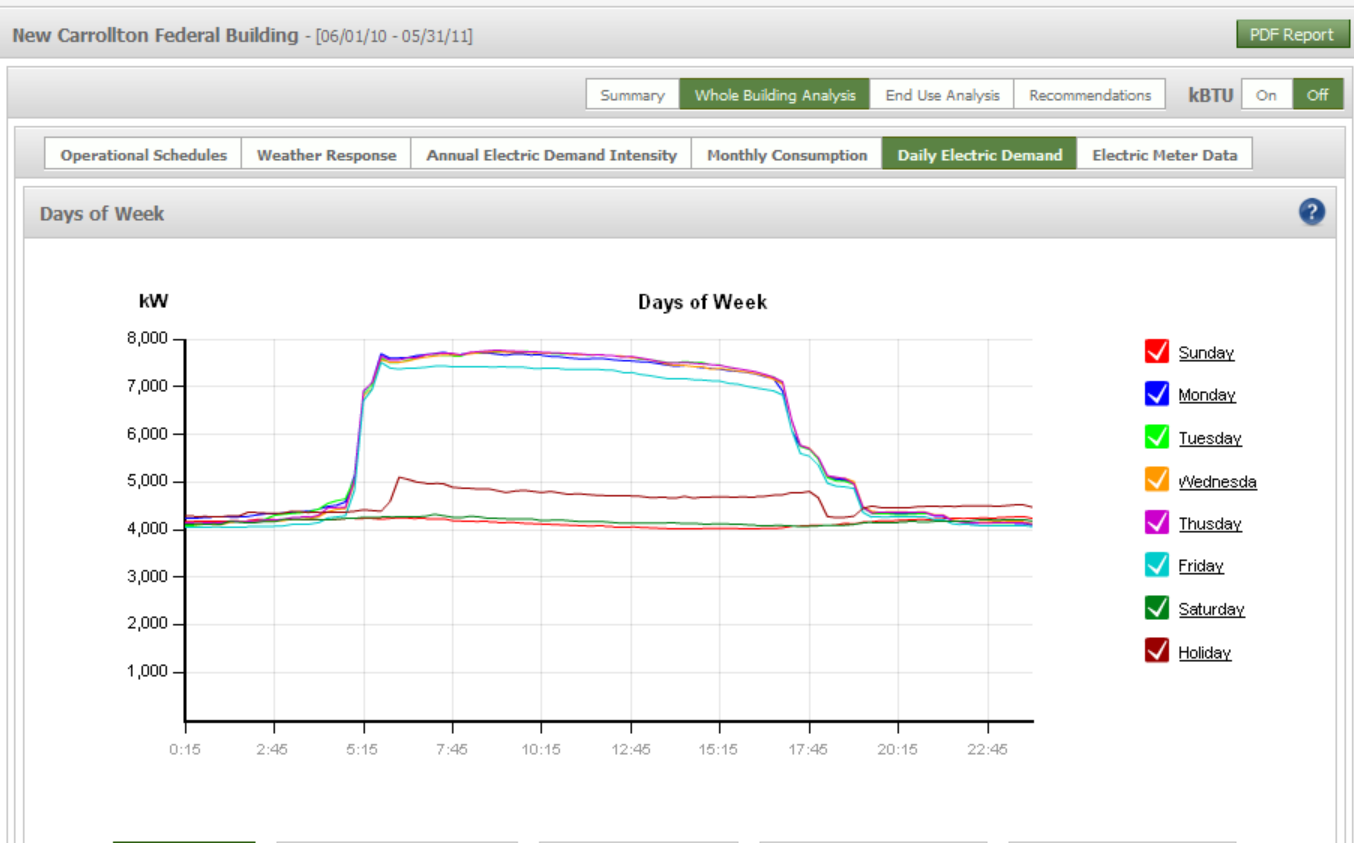 New Carrollton Federal Building - [06/01/10 - 05/31/11] PDF Report
Summary Whole Building Analysis End Use Analysis Recommendations kBTU On Off
Operational Schedules Weather Response Annual Electric Demand Intensity Monthly Consumption Daily Electric Demand Electric Meter Data
Days of Week ?
kW Days of Week
8,000
7,000
6,000
5,000
4,000
3,000
2,000
1,000
0:15 2:45 5:15 7:45 10:15 12:45 15:15 17:45 20:15 22:45
Sunday
Monday
Tuesday
Wednesda
Thusday
Friday
Saturday
Holiday